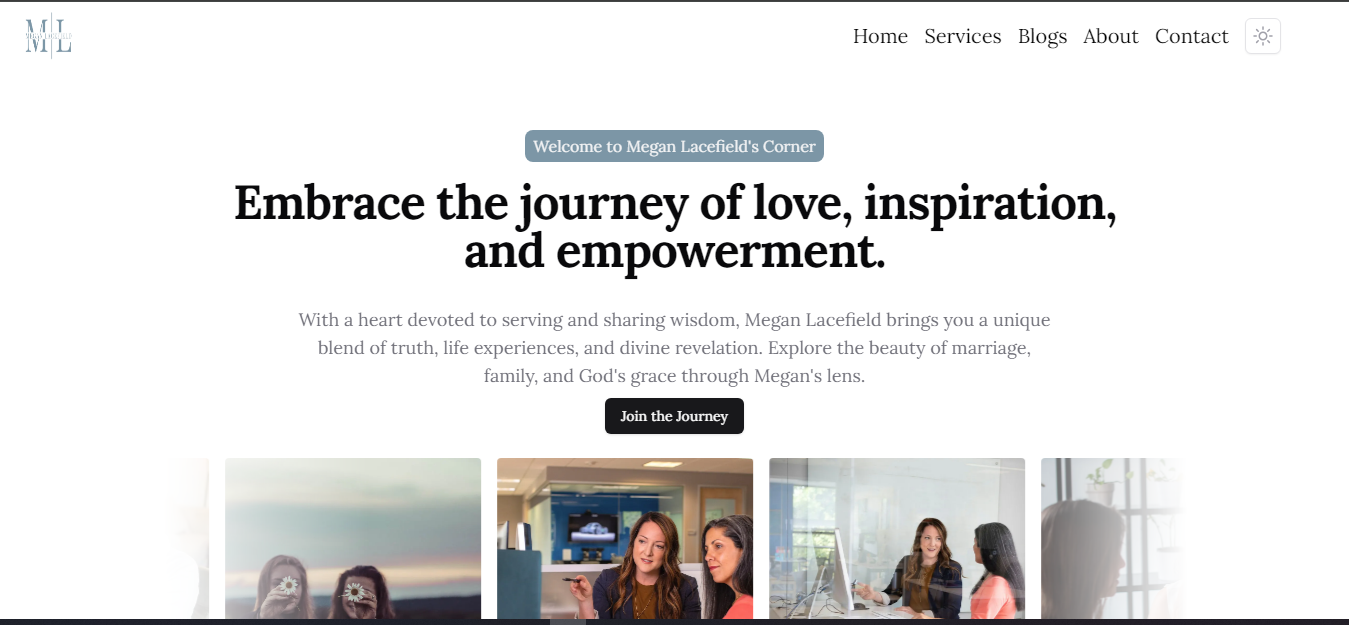 M L
MEGAN LACEFIELD
Home Services Blogs About Contact
Welcome to Megan Lacefield's Corner
Embrace the journey of love, inspiration,
and empowerment.
With a heart devoted to serving and sharing wisdom, Megan Lacefield brings you a unique
blend of truth, life experiences, and divine revelation. Explore the beauty of marriage,
family, and God's grace through Megan's lens.
Join the Journey